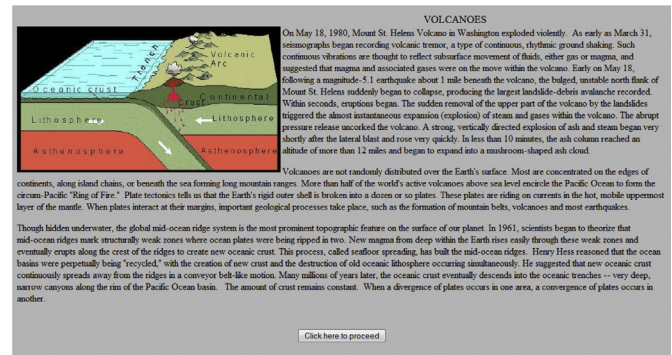 VOLCANOES
On May 18, 1980, Mount St. Helens Volcano in Washington exploded violently. As early as March 31,
seismographs began recording volcanic tremor, a type of continuous, rhythmic ground shaking. Such
continuous vibrations are thought to reflect subsurface movement of fluids, either gas or magma, and
suggested that magma and associated gases were on the move within the volcano. Early on May 18,
following a magnitude-5.1 earthquake about 1 mile beneath the volcano, the bulged, unstable north flank of
Mount St. Helens suddenly began to collapse, producing the largest landslide-debris avalanche recorded.
Within seconds, eruptions began. The sudden removal of the upper part of the volcano by the landslides
triggered the almost instantaneous expansion (explosion) of steam and gases within the volcano. The abrupt
pressure release uncorked the volcano. A strong, vertically directed explosion of ash and steam began very
shortly after the lateral blast and rose very quickly. In less than 10 minutes, the ash column reached an
altitude of more than 12 miles and began to expand into a mushroom-shaped ash cloud.
Trench
Volcanic
Arc
Oceanic crust
Crust
Continental
Lithosphere
Lithosphere
Asthenosphere
Asthenosphere
Volcanoes are not randomly distributed over the Earth's surface. Most are concentrated on the edges of
continents, along island chains, or beneath the sea forming long mountain ranges. More than half of the world's active volcanoes above sea level encircle the Pacific Ocean to form the
circum-Pacific "Ring of Fire." Plate tectonics tells us that the Earth's rigid outer shell is broken into a dozen or so plates. These plates are riding on currents in the hot, mobile uppermost
layer of the mantle. When plates interact at their margins, important geological processes take place, such as the formation of mountain belts, volcanoes and most earthquakes.
Though hidden underwater, the global mid-ocean ridge system is the most prominent topographic feature on the surface of our planet. In 1961, scientists began to theorize that
mid-ocean ridges mark structurally weak zones where ocean plates were being ripped in two. New magma from deep within the Earth rises easily through these weak zones and
eventually erupts along the crest of the ridges to create new oceanic crust. This process, called seafloor spreading, has built the mid-ocean ridges. Henry Hess reasoned that the ocean
basins were perpetually being "recycled," with the creation of new crust and the destruction of old oceanic lithosphere occurring simultaneously. He suggested that new oceanic crust
continuously spreads away from the ridges in a conveyor belt-like motion. Many millions of years later, the oceanic crust eventually descends into the oceanic trenches -- very deep,
narrow canyons along the rim of the Pacific Ocean basin. The amount of crust remains constant. When a divergence of plates occurs in one area, a convergence of plates occurs in
another.
Click here to proceed